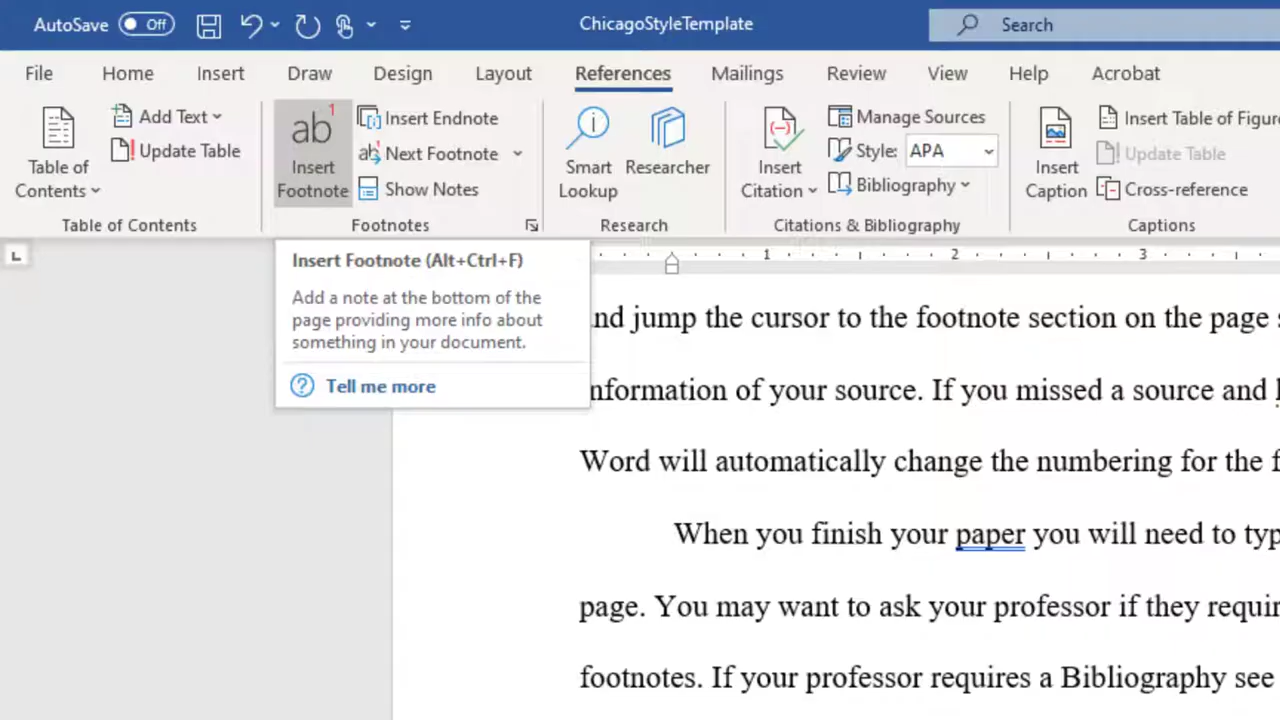 AutoSave Off ChicagoStyleTemplate Search
File Home Insert Draw Design Layout References Mailings Review View Help Acrobat
Table of Contents
Add Text
Update Table
Table of Contents
ab 1
Insert Footnote
Insert Endnote
Next Footnote
Show Notes
Footnotes
Smart Lookup
Researcher
Research
Insert Citation
Manage Sources
Style: APA
Bibliography
Citations & Bibliography
Insert Caption
Insert Table of
Update Table
Cross-reference
Captions
1 2 3
Insert Footnote (Alt+Ctrl+F)
Add a note at the bottom of the
page providing more info about
something in your document.
Tell me more
jump the cursor to the footnote section on the page
of your source. If you missed a source and
Word will automatically change the numbering for the
When you finish your paper you will need to
page. You may want to ask your professor if they
footnotes. If your professor requires a Bibliography see